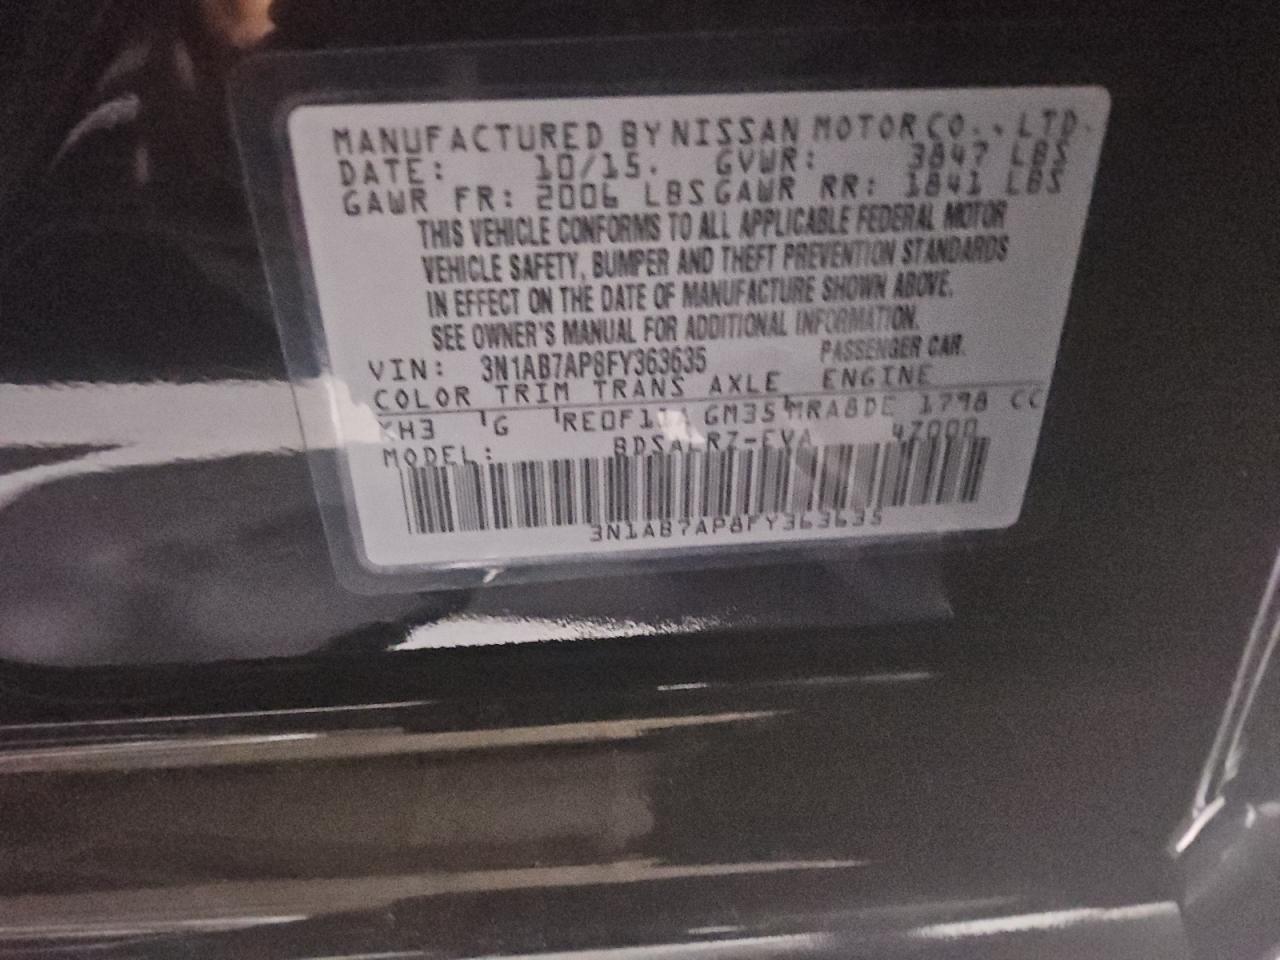 MANUFACTURED BY NISSAN MOTOR CO., LTD.
DATE: 10/15. GVWR: 3847 LBS
GAWR FR: 2006 LBS GAWR RR: 1841 LBS
THIS VEHICLE CONFORMS TO ALL APPLICABLE FEDERAL MOTOR
VEHICLE SAFETY, BUMPER AND THEFT PREVENTION STANDARDS
IN EFFECT ON THE DATE OF MANUFACTURE SHOWN ABOVE.
SEE OWNER'S MANUAL FOR ADDITIONAL INFORMATION.
VIN: 3N1AB7AP8FY363635 PASSENGER CAR.
COLOR TRIM TRANS AXLE ENGINE
KH3 G RE0F11A GM35 MRA8DE 1798 CC
MODEL:
3N1AB7AP8FY363635